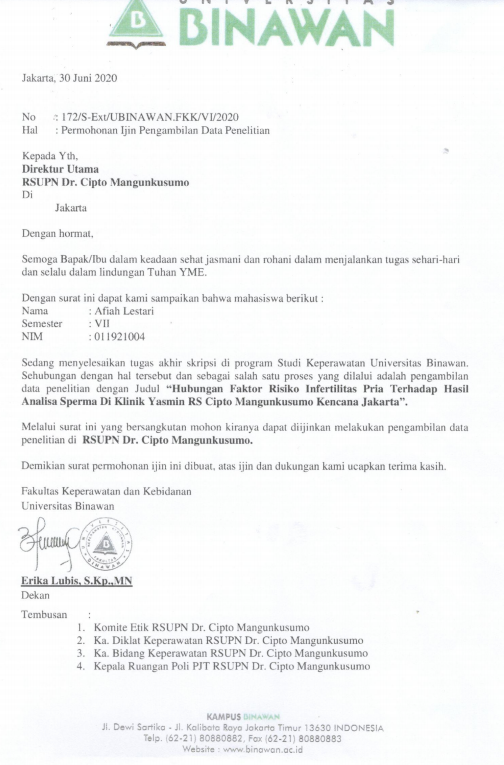 UNIVERSITAS
BINAWAN
Jakarta, 30 Juni 2020
No : 172/S-Ext/UBINAWAN.FKK/VI/2020
Hal : Permohonan Ijin Pengambilan Data Penelitian
Kepada Yth,
Direktur Utama
RSUPN Dr. Cipto Mangunkusumo
Di
Jakarta
Dengan hormat,
Semoga Bapak/Ibu dalam keadaan sehat jasmani dan rohani dalam menjalankan tugas sehari-hari
dan selalu dalam lindungan Tuhan YME.
Dengan surat ini dapat kami sampaikan bahwa mahasiswa berikut :
Nama : Afiah Lestari
Semester : VII
NIM : 011921004
Sedang menyelesaikan tugas akhir skripsi di program Studi Keperawatan Universitas Binawan.
Sehubungan dengan hal tersebut dan sebagai salah satu proses yang dilalui adalah pengambilan
data penelitian dengan Judul “Hubungan Faktor Risiko Infertilitas Pria Terhadap Hasil
Analisa Sperma Di Klinik Yasmin RS Cipto Mangunkusumo Kencana Jakarta”.
Melalui surat ini yang bersangkutan mohon kiranya dapat diijinkan melakukan pengambilan data
penelitian di RSUPN Dr. Cipto Mangunkusumo.
Demikian surat permohonan ijin ini dibuat, atas ijin dan dukungan kami ucapkan terima kasih.
Fakultas Keperawatan dan Kebidanan
Universitas Binawan
BINAWAN
Erika Lubis, S.Kp.,MN
Dekan
Tembusan :
1. Komite Etik RSUPN Dr. Cipto Mangunkusumo
2. Ka. Diklat Keperawatan RSUPN Dr. Cipto Mangunkusumo
3. Ka. Bidang Keperawatan RSUPN Dr. Cipto Mangunkusumo
4. Kepala Ruangan Poli PJT RSUPN Dr. Cipto Mangunkusumo
KAMPUS BINAWAN
Jl. Dewi Sartika - Jl. Kalibata Raya Jakarta Timur 13630 INDONESIA
Telp. (62-21) 80880882, Fax (62-21) 80880883
Website : www.binawan.ac.id